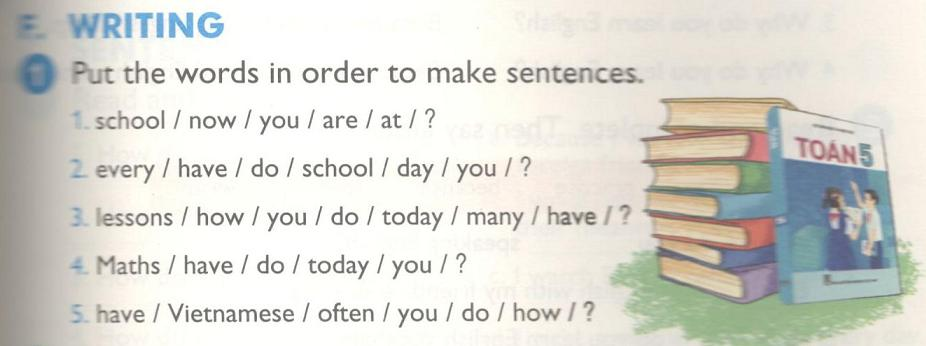 E. WRITING
1 Put the words in order to make sentences.
1. school / now / you / are / at / ?
2. every / have / do / school / day / you / ?
3. lessons / how / you / do / today / many / have / ?
4. Maths / have / do / today / you / ?
5. have / Vietnamese / often / you / do / how / ?
TOÁN 5